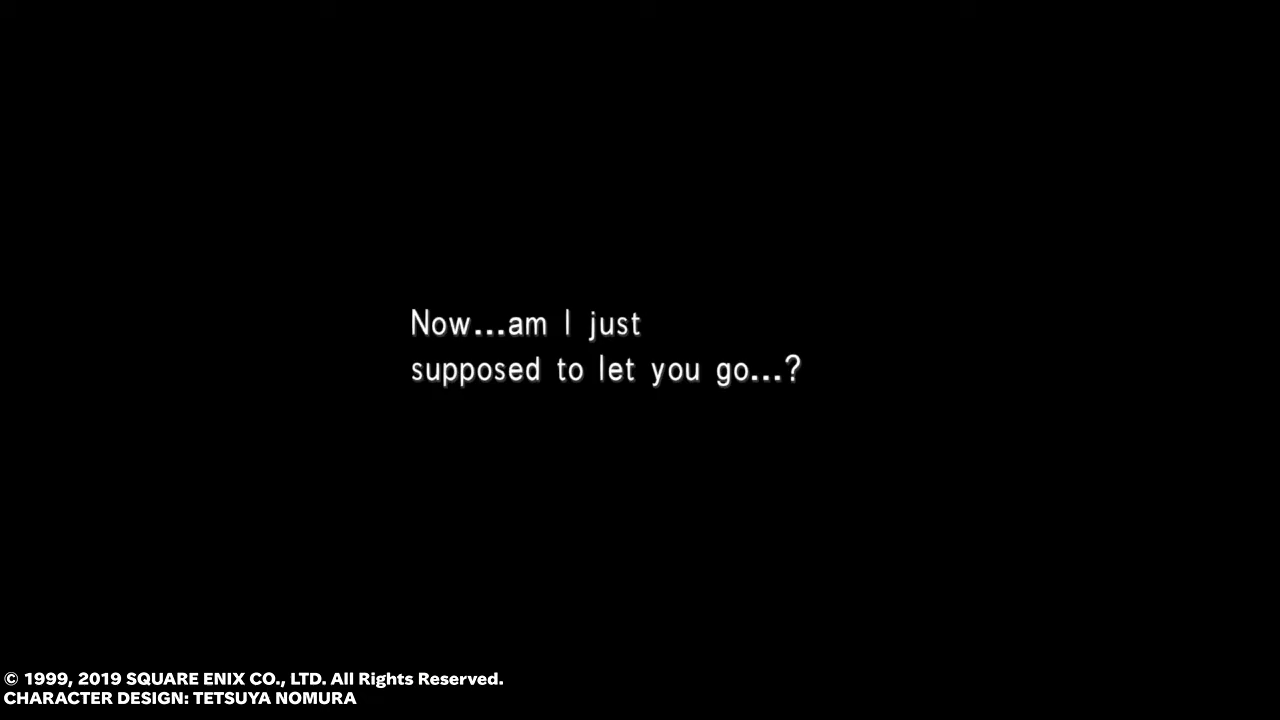 Now...am I just
supposed to let you go...?
© 1999, 2019 SQUARE ENIX CO., LTD. All Rights Reserved.
CHARACTER DESIGN: TETSUYA NOMURA